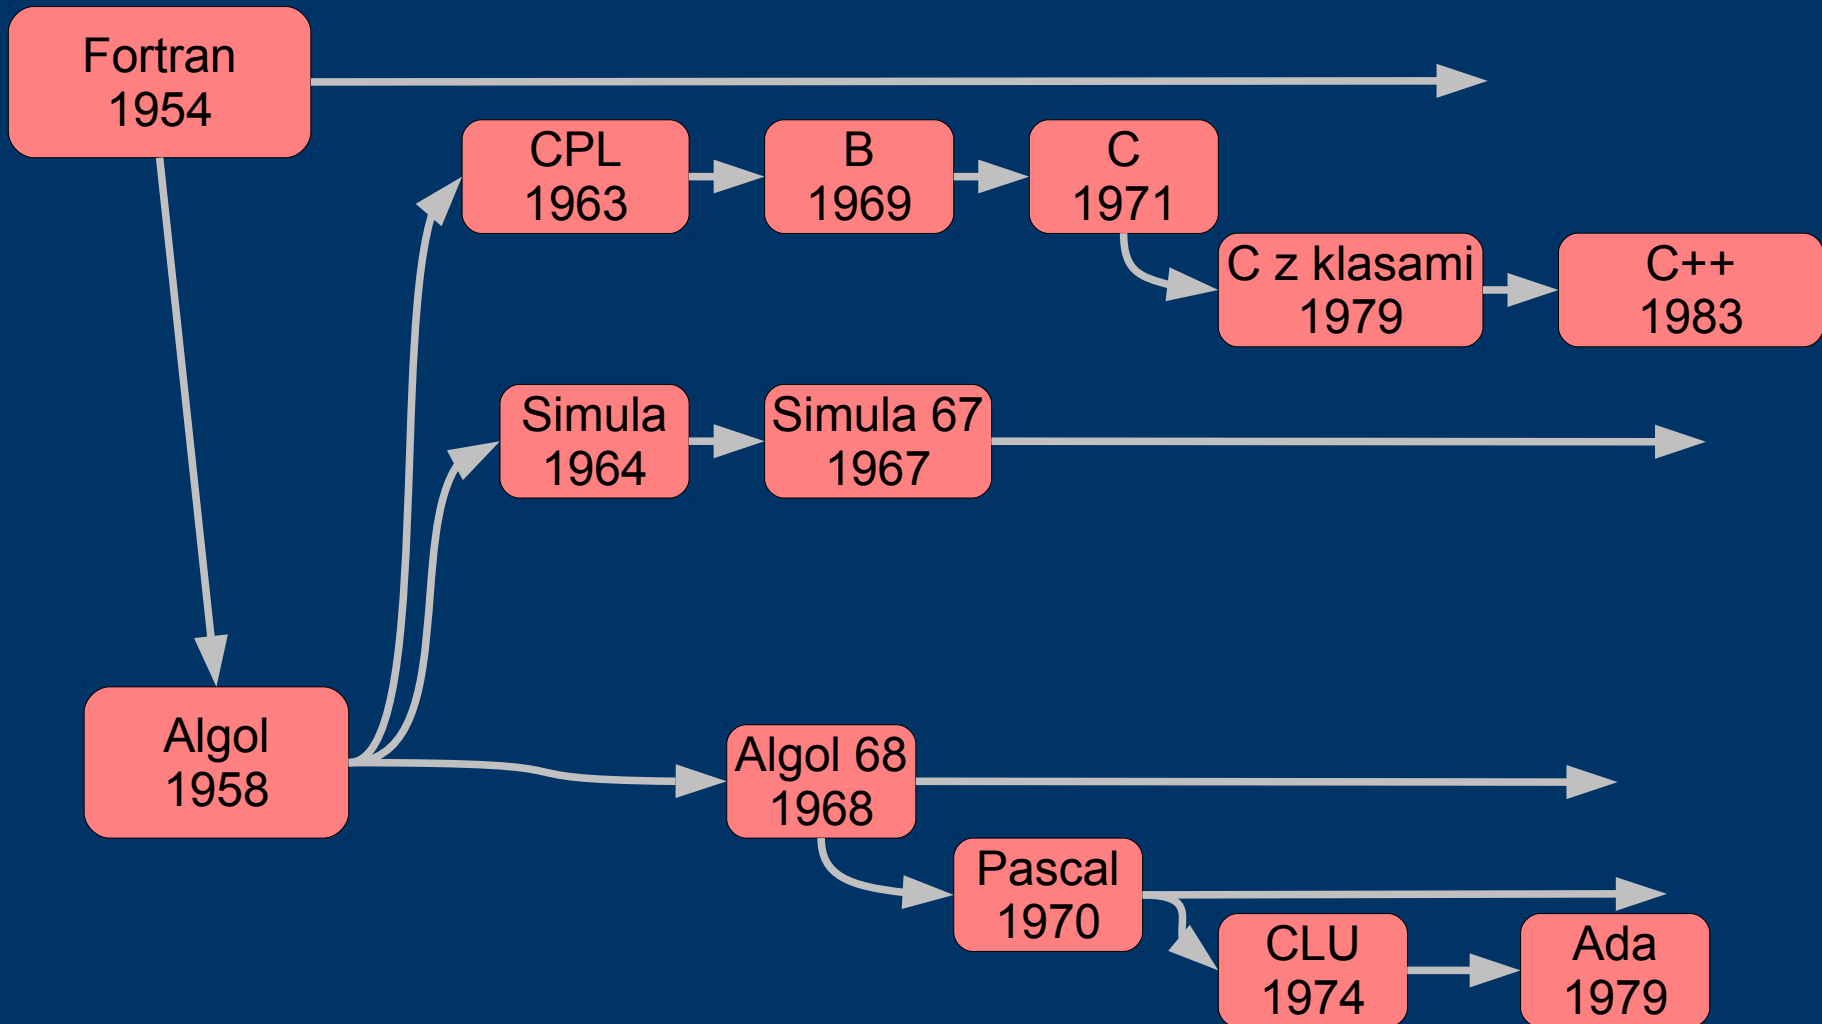 Fortran
1954
CPL
1963
B
1969
C
1971
C z klasami
1979
C++
1983
Simula
1964
Simula 67
1967
Algol
1958
Algol 68
1968
Pascal
1970
CLU
1974
Ada
1979